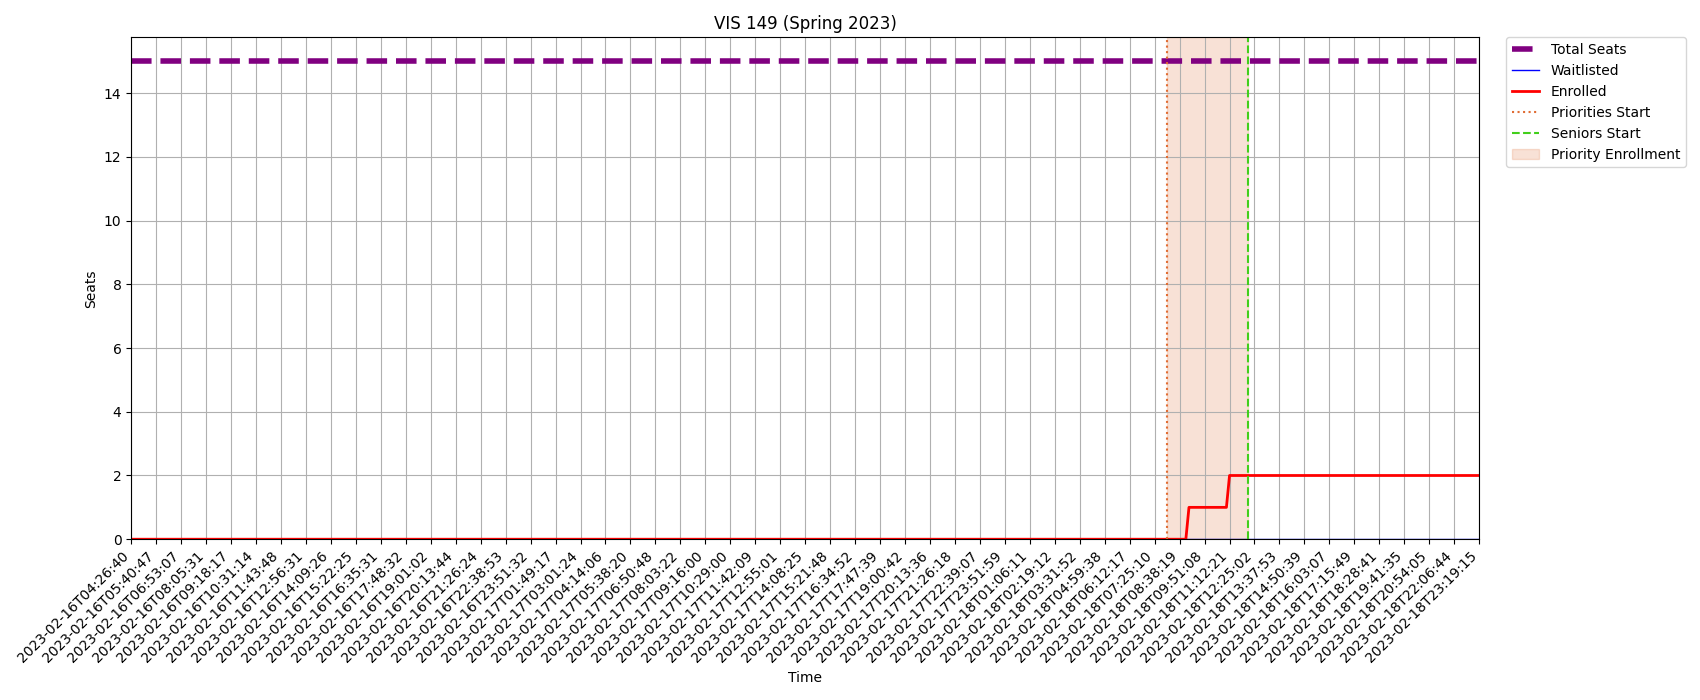 VIS 149 (Spring 2023)
Total Seats
Waitlisted
Enrolled
Priorities Start
Seniors Start
Priority Enrollment
Seats
14
12
10
8
6
4
2
0
2023-02-16T04:26:40
2023-02-16T05:40:47
2023-02-16T06:53:07
2023-02-16T08:05:31
2023-02-16T09:18:17
2023-02-16T10:31:14
2023-02-16T11:43:48
2023-02-16T12:56:31
2023-02-16T14:09:26
2023-02-16T15:22:25
2023-02-16T16:35:31
2023-02-16T17:48:32
2023-02-16T19:01:02
2023-02-16T20:13:44
2023-02-16T21:26:24
2023-02-16T22:38:53
2023-02-16T23:51:32
2023-02-17T01:49:17
2023-02-17T03:01:24
2023-02-17T04:14:06
2023-02-17T05:38:20
2023-02-17T06:50:48
2023-02-17T08:03:22
2023-02-17T09:16:00
2023-02-17T10:29:00
2023-02-17T11:42:09
2023-02-17T12:55:01
2023-02-17T14:08:25
2023-02-17T15:21:48
2023-02-17T16:34:52
2023-02-17T17:47:39
2023-02-17T19:00:42
2023-02-17T20:13:36
2023-02-17T21:26:18
2023-02-17T22:39:07
2023-02-17T23:51:59
2023-02-18T01:06:11
2023-02-18T02:19:12
2023-02-18T03:31:52
2023-02-18T04:59:38
2023-02-18T06:12:17
2023-02-18T07:25:10
2023-02-18T08:38:19
2023-02-18T09:51:08
2023-02-18T11:12:21
2023-02-18T12:25:02
2023-02-18T13:37:53
2023-02-18T14:50:39
2023-02-18T16:03:07
2023-02-18T17:15:49
2023-02-18T18:28:41
2023-02-18T19:41:35
2023-02-18T20:54:05
2023-02-18T22:06:44
2023-02-18T23:19:15
Time